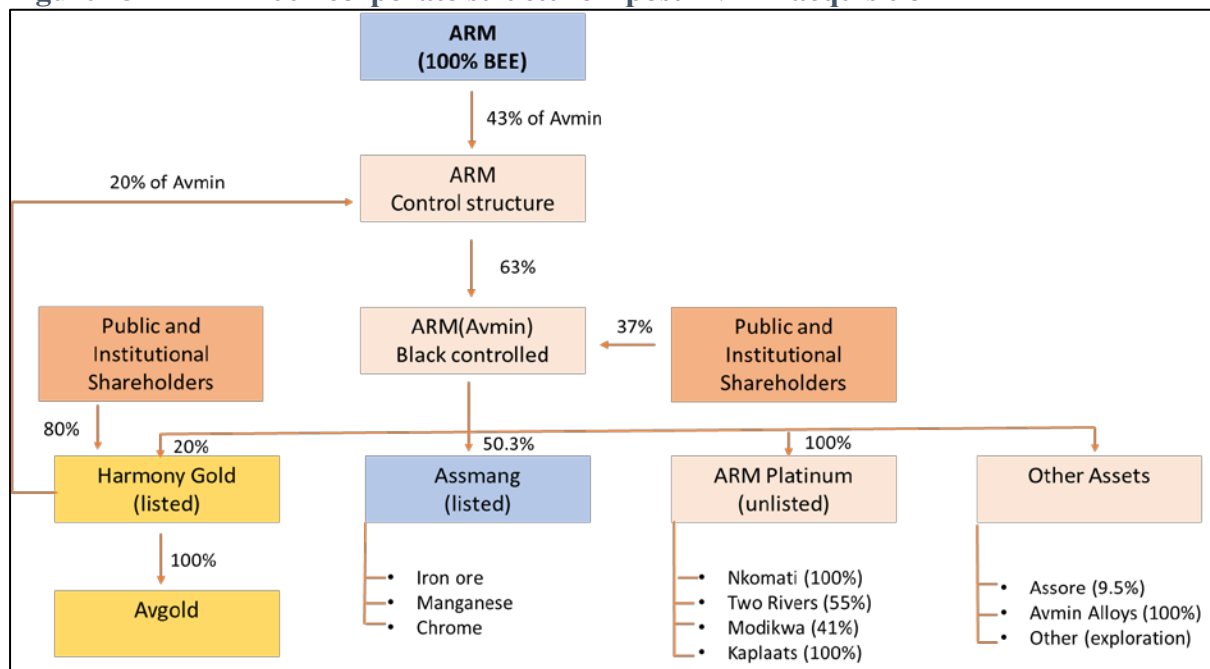 ARM
(100% BEE)
43% of Avmin
20% of Avmin
ARM
Control structure
63%
Public and
Institutional
Shareholders
ARM(Avmin)
Black controlled
37%
Public and
Institutional
Shareholders
80%
20%
50.3%
100%
Harmony Gold
(listed)
Assmang
(listed)
ARM Platinum
(unlisted)
Other Assets
100%
Avgold
• Iron ore
• Manganese
• Chrome
• Nkomati (100%)
• Two Rivers (55%)
• Modikwa (41%)
• Kaplaats (100%)
• Assore (9.5%)
• Avmin Alloys (100%)
• Other (exploration)